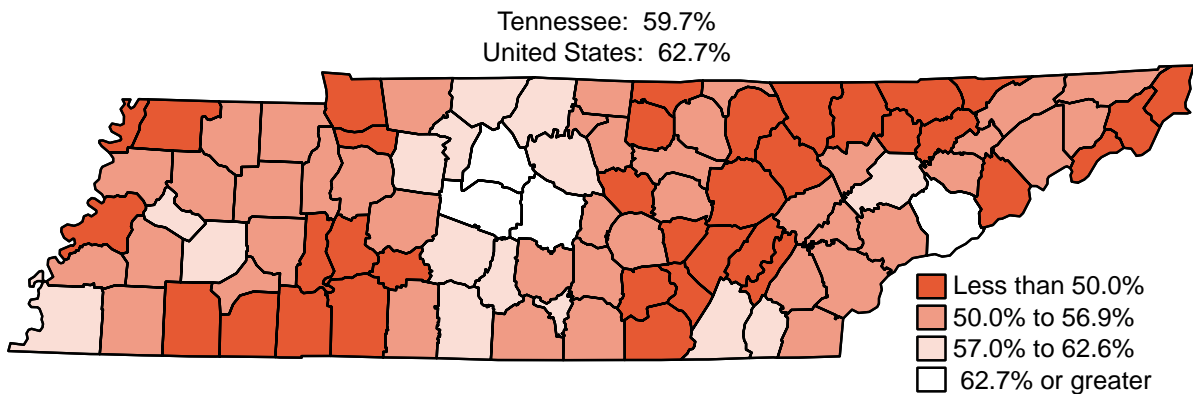 Tennessee: 59.7%
United States: 62.7%
Less than 50.0%
50.0% to 56.9%
57.0% to 62.6%
62.7% or greater